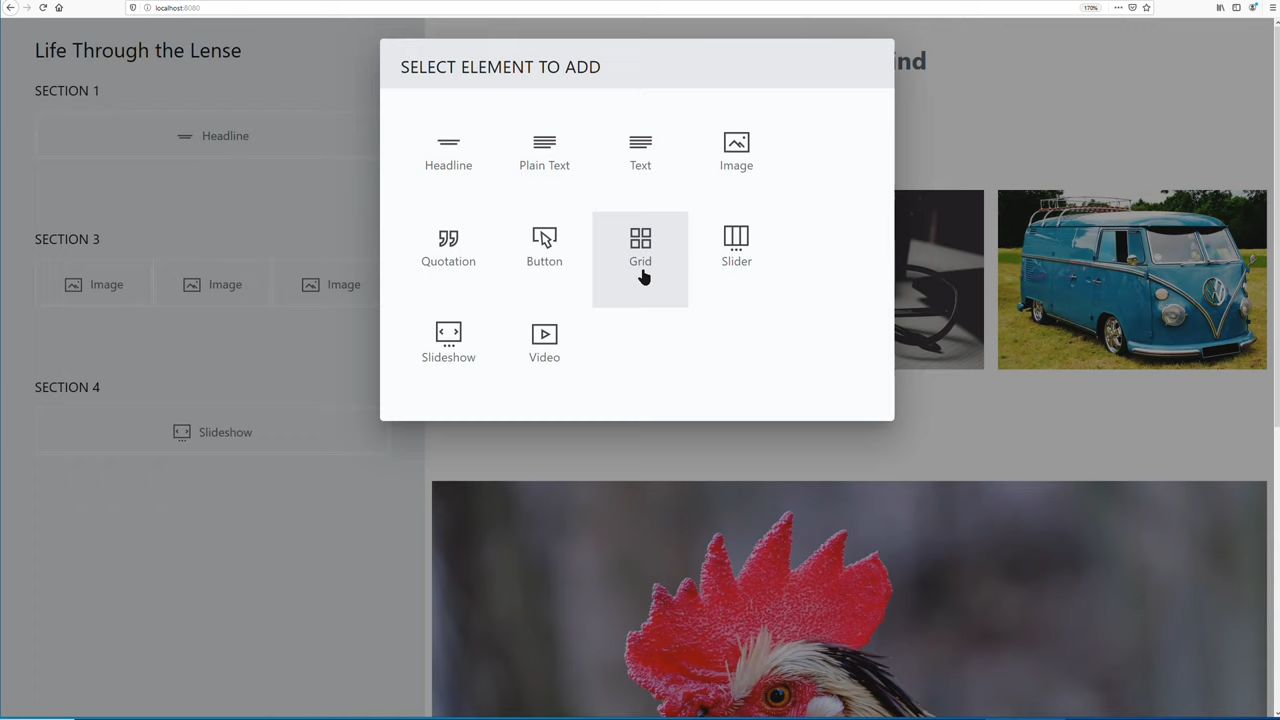 localhost:8080
170%
Life Through the Lense
SECTION 1
Headline
SECTION 3
Image
Image
Image
SECTION 4
Slideshow
SELECT ELEMENT TO ADD
Headline
Plain Text
Text
Image
Quotation
Button
Grid
Slider
Slideshow
Video
ind